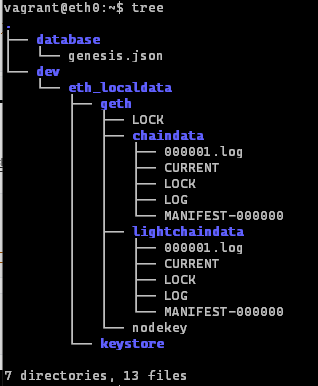 vagrant@eth0:~$ tree
.
├── database
│   └── genesis.json
└── dev
    └── eth_localdata
        ├── geth
        │   ├── LOCK
        │   ├── chaindata
        │   │   ├── 000001.log
        │   │   ├── CURRENT
        │   │   ├── LOCK
        │   │   ├── LOG
        │   │   └── MANIFEST-000000
        │   ├── lightchaindata
        │   │   ├── 000001.log
        │   │   ├── CURRENT
        │   │   ├── LOCK
        │   │   ├── LOG
        │   │   └── MANIFEST-000000
        │   └── nodekey
        └── keystore
7 directories, 13 files